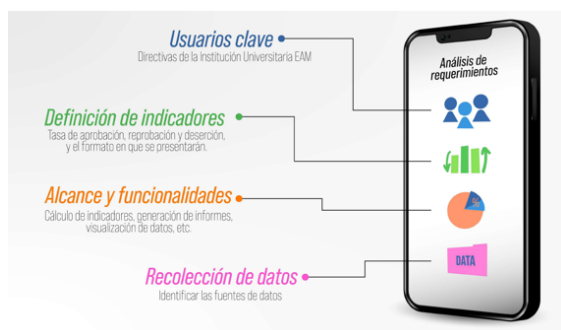 Usuarios clave
Directivas de la Institución Universitaria EAM
Definición de indicadores
Tasa de aprobación, reprobación y deserción,
y el formato en que se presentarán.
Alcance y funcionalidades
Cálculo de indicadores, generación de informes,
visualización de datos, etc.
Recolección de datos
Identificar las fuentes de datos
Análisis de
requerimientos
%
DATA